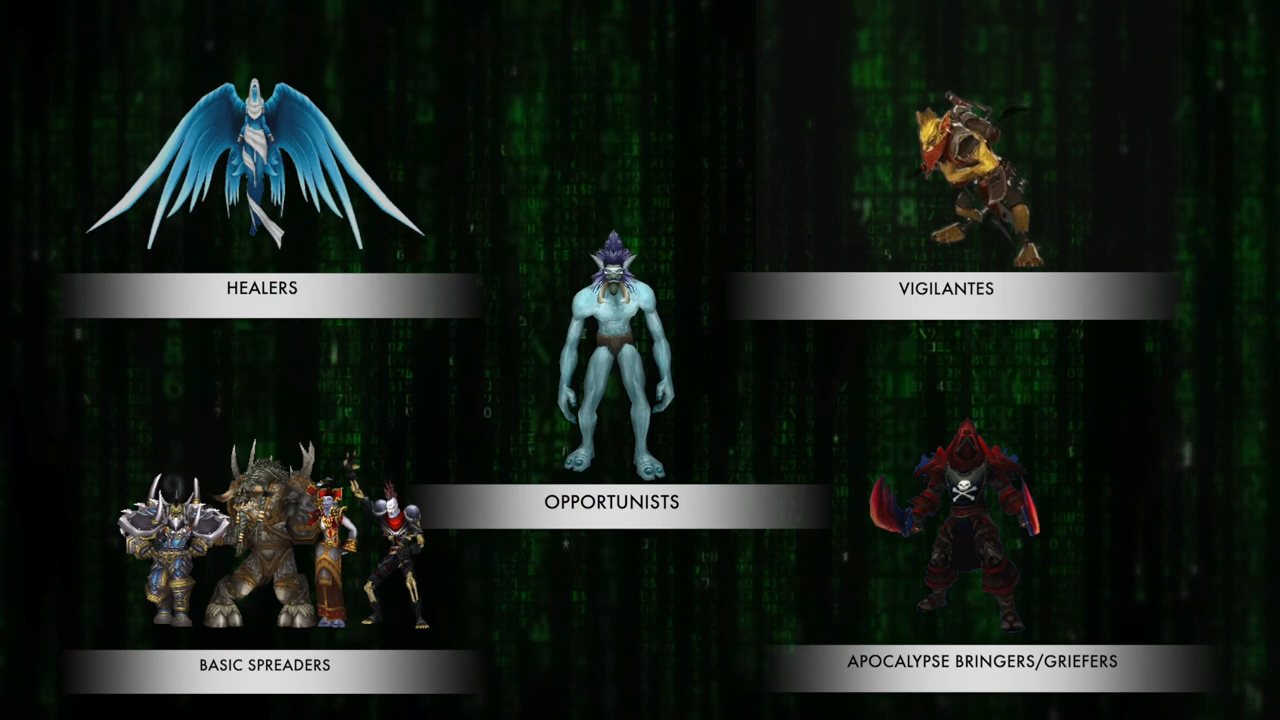 HEALERS
VIGILANTES
OPPORTUNISTS
BASIC SPREADERS
APOCALYPSE BRINGERS/GRIEFERS